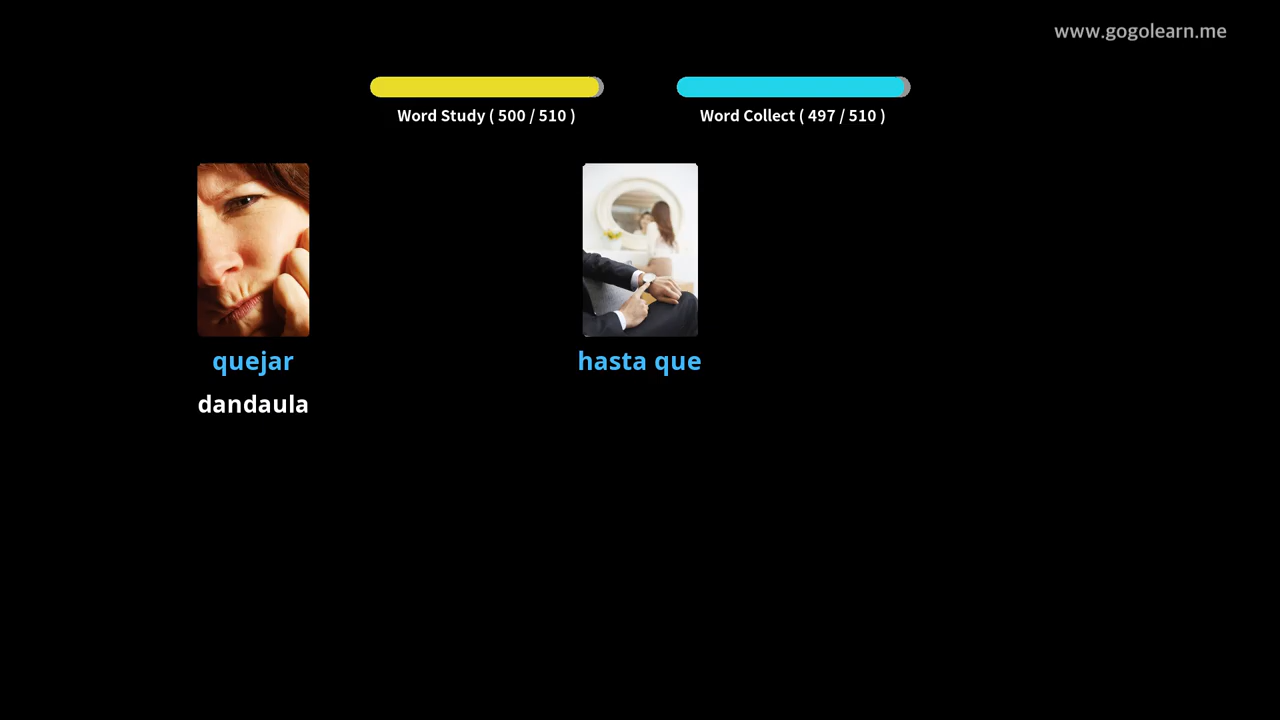 www.gogolearn.me
Word Study ( 500 / 510 )
Word Collect ( 497 / 510 )
quejar
hasta que
dandaula